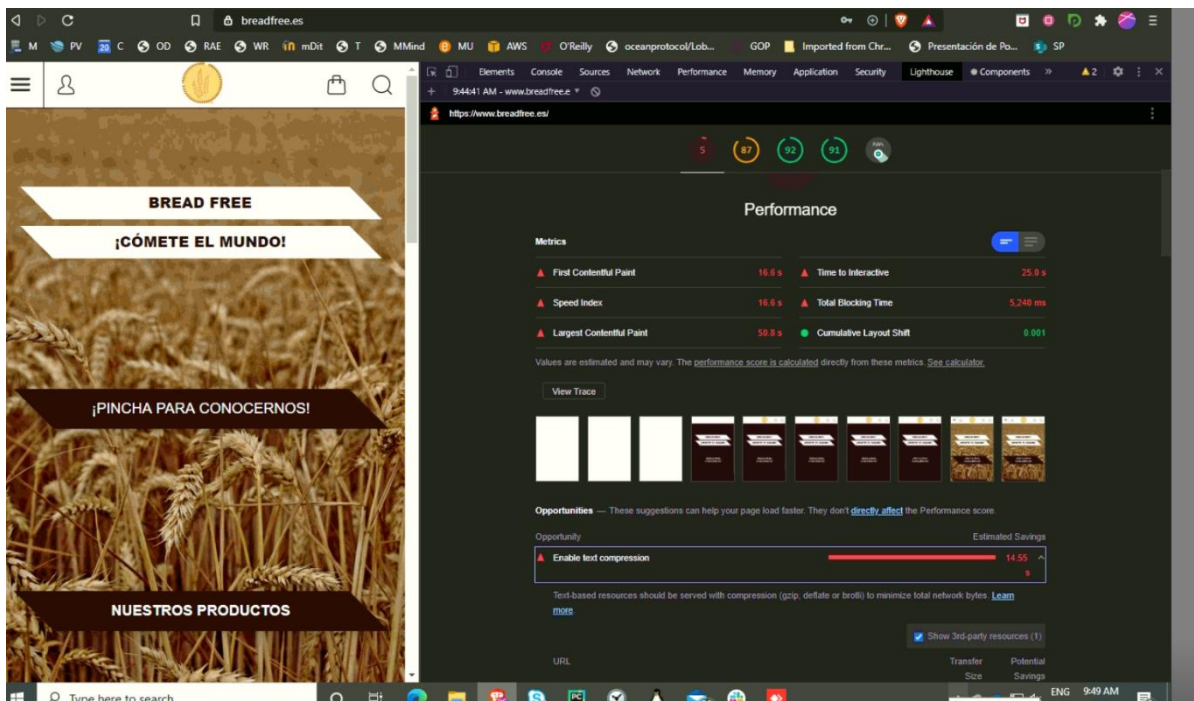 breadfree.es
M PV 20 C OD RAE WR mDit T MMind MU AWS O'Reilly oceanprotocol/Lob... GOP Imported from Chr... Presentación de Po... SP
Elements Console Sources Network Performance Memory Application Security Lighthouse Components » 2
+ 9:44:41 AM - www.breadfree.e
https://www.breadfree.es/
5 87 92 91
BREAD FREE
¡CÓMETE EL MUNDO!
¡PINCHA PARA CONOCERNOS!
NUESTROS PRODUCTOS
Performance
Metrics
First Contentful Paint 16.6 s Time to Interactive 25.0 s
Speed Index 16.6 s Total Blocking Time 5,240 ms
Largest Contentful Paint 50.8 s Cumulative Layout Shift 0.001
Values are estimated and may vary. The performance score is calculated directly from these metrics. See calculator.
View Trace
Opportunities — These suggestions can help your page load faster. They don't directly affect the Performance score.
Opportunity Estimated Savings
Enable text compression 14.55
s
Text-based resources should be served with compression (gzip, deflate or brotli) to minimize total network bytes. Learn
more.
Show 3rd-party resources (1)
URL Transfer Potential
Size Savings
Type here to search
ENG 9:49 AM